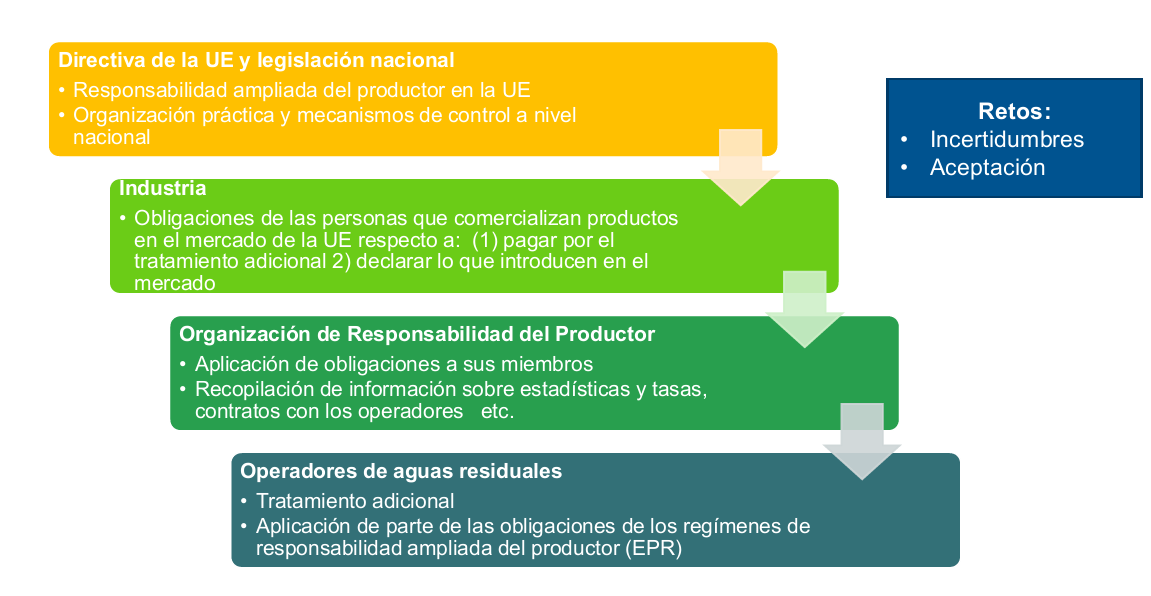 Directiva de la UE y legislación nacional
• Responsabilidad ampliada del productor en la UE
• Organización práctica y mecanismos de control a nivel
nacional
Retos:
• Incertidumbres
• Aceptación
Industria
• Obligaciones de las personas que comercializan productos
en el mercado de la UE respecto a: (1) pagar por el
tratamiento adicional 2) declarar lo que introducen en el
mercado
Organización de Responsabilidad del Productor
• Aplicación de obligaciones a sus miembros
• Recopilación de información sobre estadísticas y tasas,
contratos con los operadores etc.
Operadores de aguas residuales
• Tratamiento adicional
• Aplicación de parte de las obligaciones de los regímenes de
responsabilidad ampliada del productor (EPR)